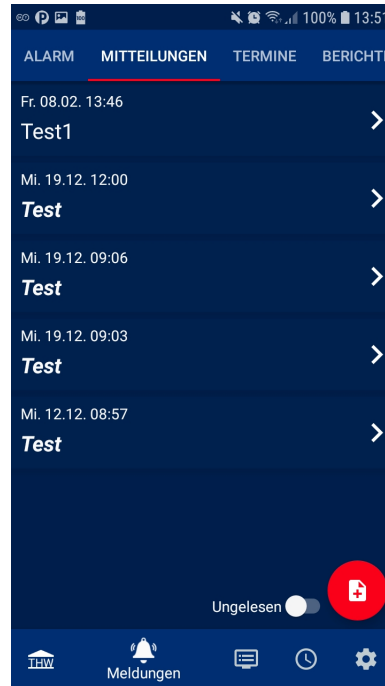 100% 13:51
ALARM MITTEILUNGEN TERMINE BERICHTE
Fr. 08.02. 13:46
Test1
Mi. 19.12. 12:00
Test
Mi. 19.12. 09:06
Test
Mi. 19.12. 09:03
Test
Mi. 12.12. 08:57
Test
Ungelesen
THW
Meldungen